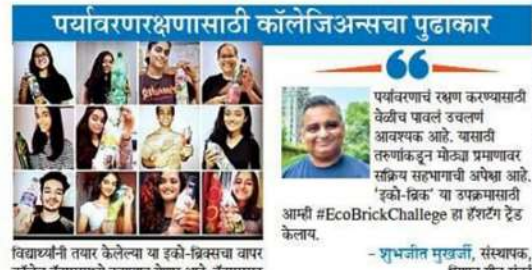 पर्यावरणरक्षणासाठी कॉलेजिअन्सचा पुढाकार
विद्यार्थ्यांनी तयार केलेल्या या इको-ब्रिक्सचा वापर
पर्यावरणाचं रक्षण करण्यासाठी
वेळीच पावलं उचलणं
आवश्यक आहे. यासाठी
तरुणांकडून मोठ्या प्रमाणावर
सक्रिय सहभागाची अपेक्षा आहे.
'इको-ब्रिक' या उपक्रमासाठी
आम्ही #EcoBrickChallege हा हॅशटॅग ट्रेंड
केलाय.
- शुभजीत मुखर्जी, संस्थापक,